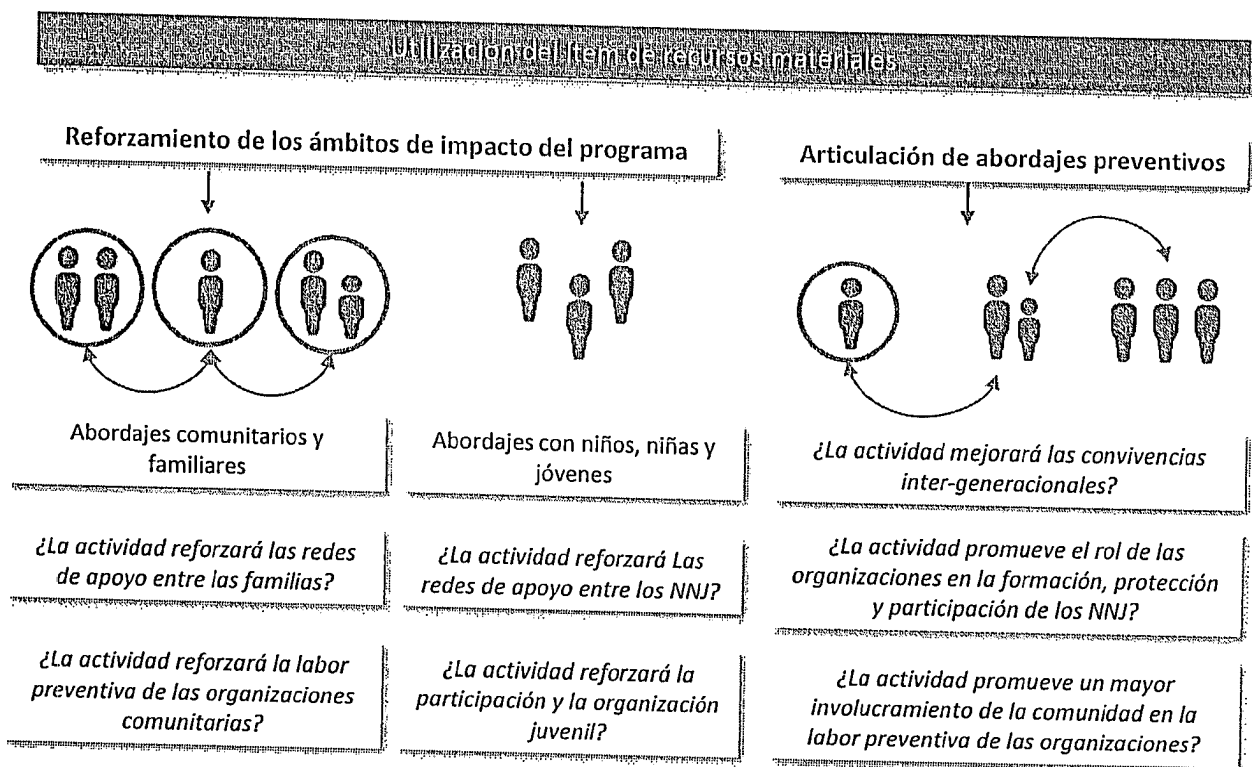 Utilización del ítem de recursos materiales
Reforzamiento de los ámbitos de impacto del programa
Articulación de abordajes preventivos
Abordajes comunitarios y
familiares
¿La actividad reforzará las redes
de apoyo entre las familias?
¿La actividad reforzará la labor
preventiva de las organizaciones
comunitarias?
Abordajes con niños, niñas y
jóvenes
¿La actividad reforzará Las
redes de apoyo entre los NNJ?
¿La actividad reforzará la
participación y la organización
juvenil?
¿La actividad mejorará las convivencias
inter-generacionales?
¿La actividad promueve el rol de las
organizaciones en la formación, protección
y participación de los NNJ?
¿La actividad promueve un mayor
involucramiento de la comunidad en la
labor preventiva de las organizaciones?